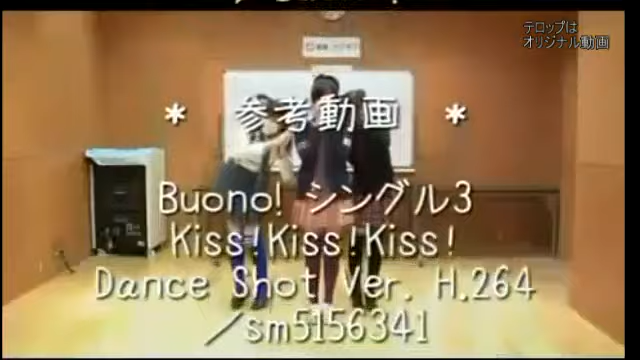 テロップは
オリジナル動画
* 参考動画 *
Buono! シングル3
Kiss!Kiss!Kiss!
Dance Shot Ver. H.264
/sm5156341